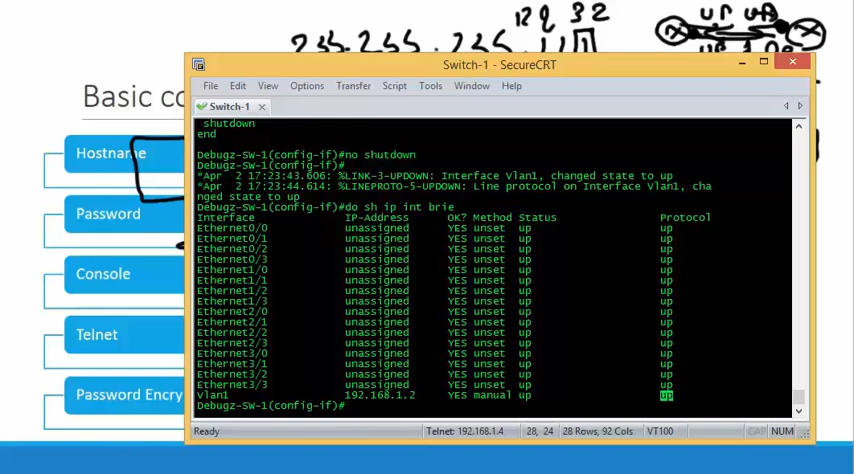 129 32
255.255.255.11111
up up
Switch-1 - SecureCRT
File Edit View Options Transfer Script Tools Window Help
Basic co
Switch-1
shutdown
end
Hostname
Debugz-SW-1(config-if)#no shutdown
Debugz-SW-1(config-if)#
*Apr  2 17:23:43.606: %LINK-3-UPDOWN: Interface Vlan1, changed state to up
*Apr  2 17:23:44.614: %LINEPROTO-5-UPDOWN: Line protocol on Interface Vlan1, cha
nged state to up
Debugz-SW-1(config-if)#do sh ip int brie
Interface IP-Address OK? Method Status Protocol
Ethernet0/0 unassigned YES unset up up
Ethernet0/1 unassigned YES unset up up
Ethernet0/2 unassigned YES unset up up
Ethernet0/3 unassigned YES unset up up
Ethernet1/0 unassigned YES unset up up
Ethernet1/1 unassigned YES unset up up
Ethernet1/2 unassigned YES unset up up
Ethernet1/3 unassigned YES unset up up
Ethernet2/0 unassigned YES unset up up
Ethernet2/1 unassigned YES unset up up
Ethernet2/2 unassigned YES unset up up
Ethernet2/3 unassigned YES unset up up
Ethernet3/0 unassigned YES unset up up
Ethernet3/1 unassigned YES unset up up
Ethernet3/2 unassigned YES unset up up
Ethernet3/3 unassigned YES unset up up
Vlan1 192.168.1.2 YES manual up up
Debugz-SW-1(config-if)#
Password
Console
Telnet
Password Encry
Ready Telnet: 192.168.1.4 28, 24 28 Rows, 92 Cols VT100 CAP NUM